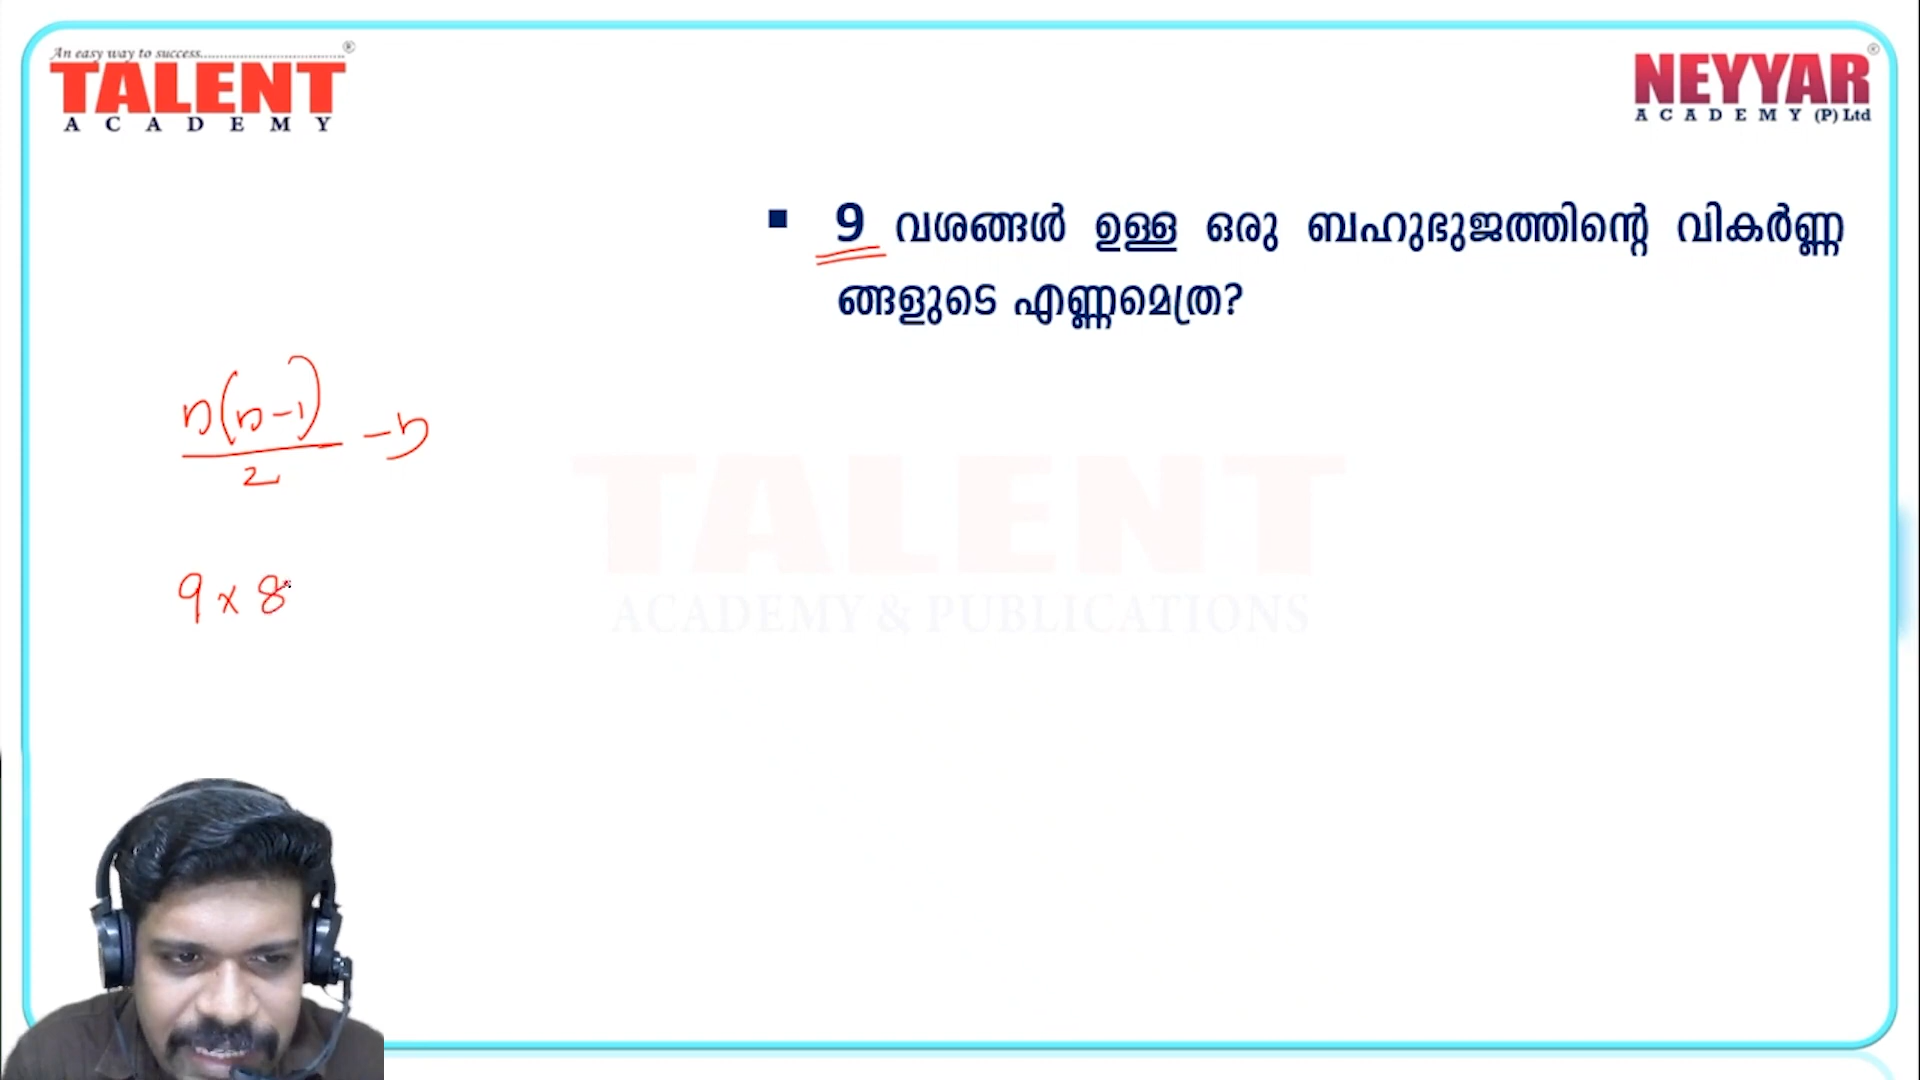 An easy way to success.......................................®
TALENT
ACADEMY
NEYYAR®
ACADEMY (P) Ltd
▪ 9 വശങ്ങൾ ഉള്ള ഒരു ബഹുഭുജത്തിന്റെ വികർണ്ണ
ങ്ങളുടെ എണ്ണമെത്ര?
n(n-1)
2
-n
9 x 8
TALENT
ACADEMY & PUBLICATIONS